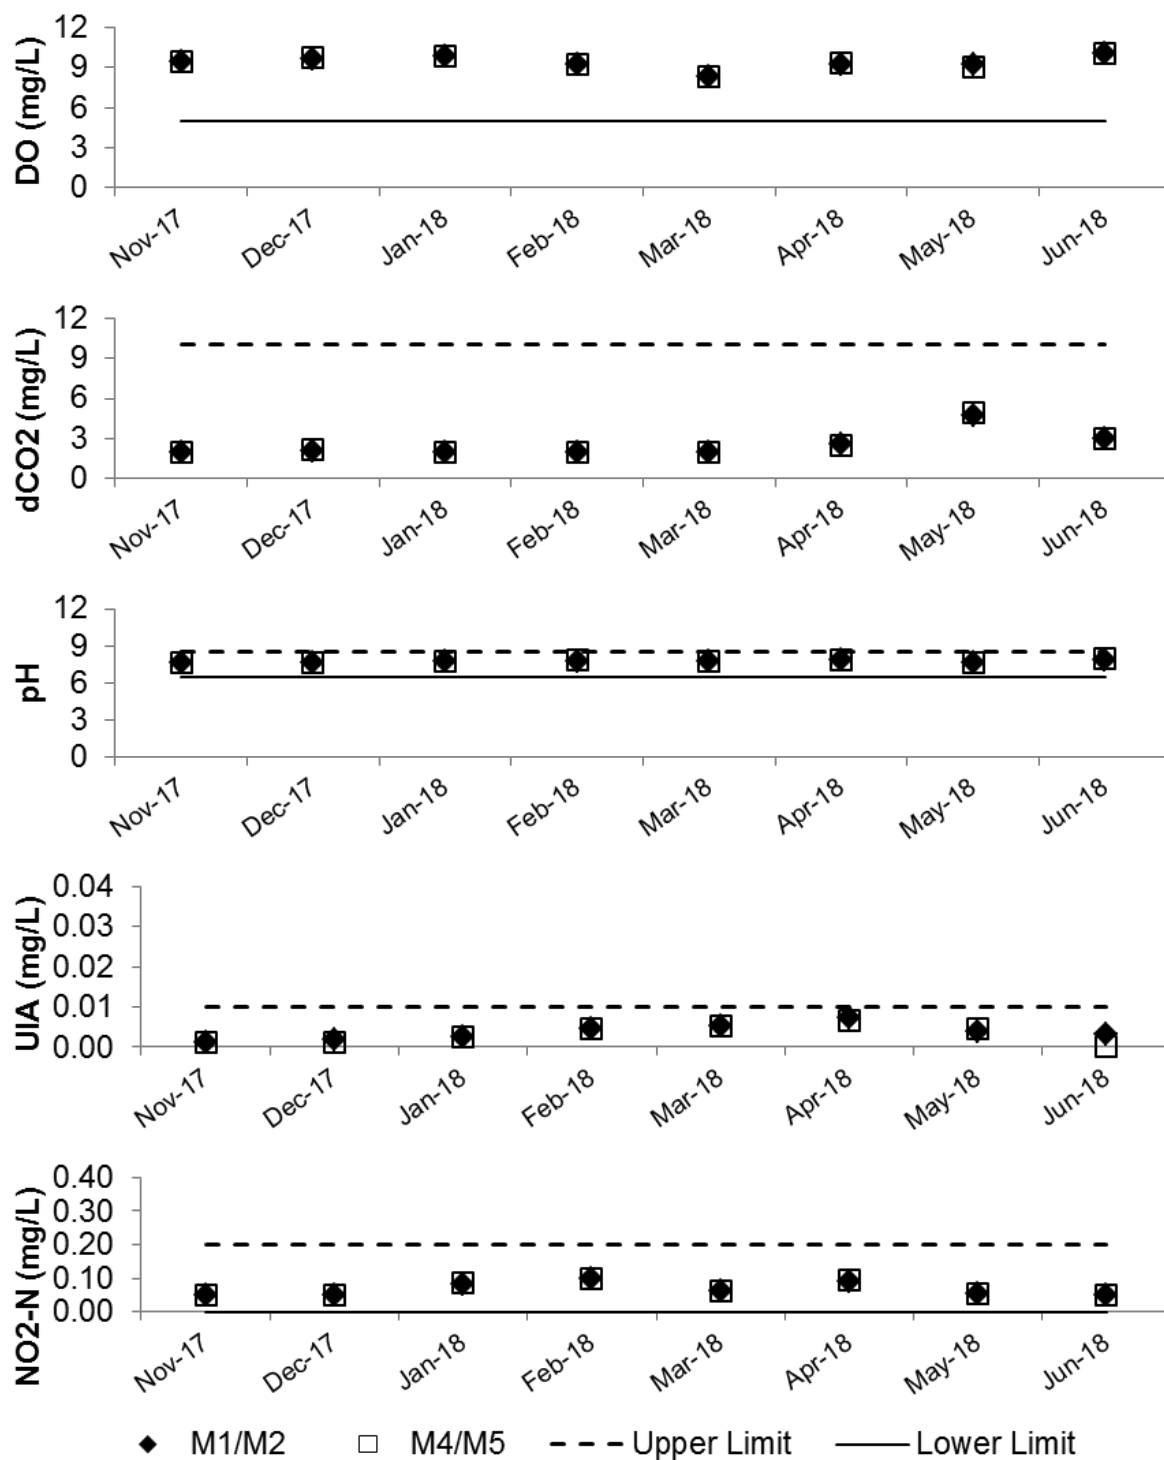 DO (mg/L)
12
9
6
3
0
Nov-17 Dec-17 Jan-18 Feb-18 Mar-18 Apr-18 May-18 Jun-18
dCO2 (mg/L)
12
9
6
3
0
Nov-17 Dec-17 Jan-18 Feb-18 Mar-18 Apr-18 May-18 Jun-18
pH
12
9
6
3
0
Nov-17 Dec-17 Jan-18 Feb-18 Mar-18 Apr-18 May-18 Jun-18
UIA (mg/L)
0.04
0.03
0.02
0.01
0.00
Nov-17 Dec-17 Jan-18 Feb-18 Mar-18 Apr-18 May-18 Jun-18
NO2-N (mg/L)
0.40
0.30
0.20
0.10
0.00
Nov-17 Dec-17 Jan-18 Feb-18 Mar-18 Apr-18 May-18 Jun-18
M1/M2 M4/M5 Upper Limit Lower Limit